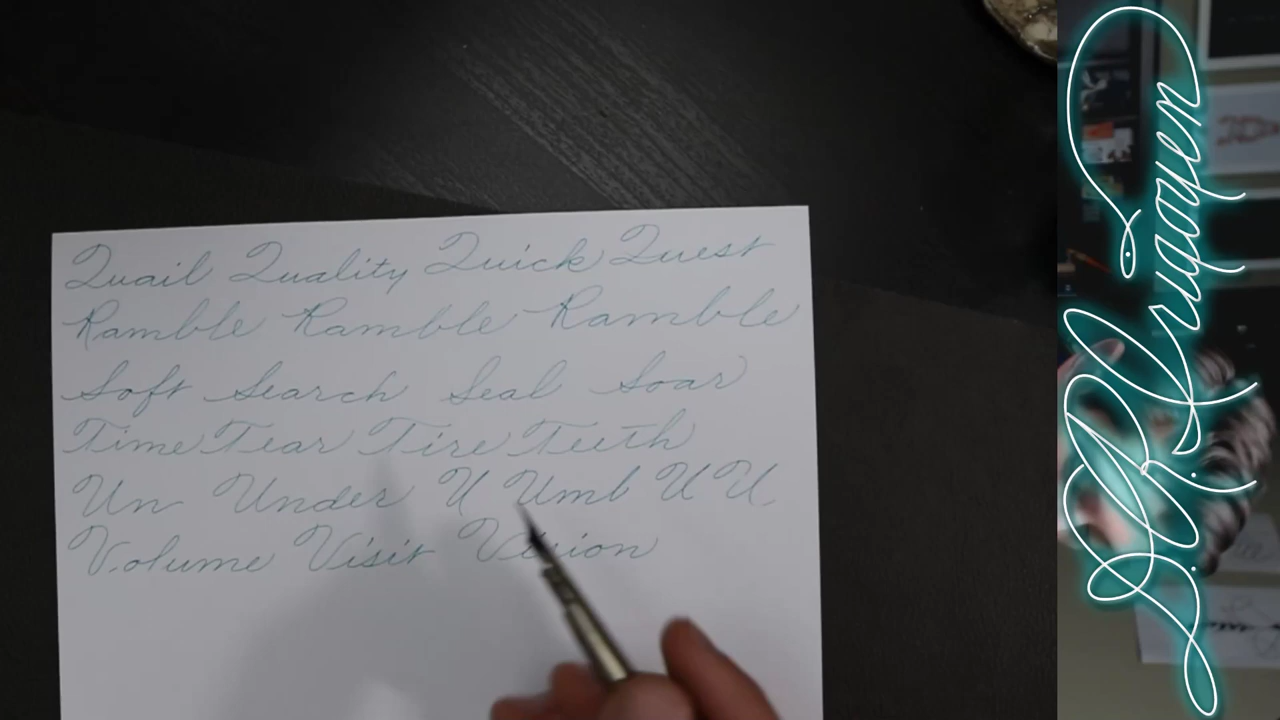 Quail Quality Quick Quest
Ramble Ramble Ramble
Soft Search Seal Soar
Time Tear Tire Teeth
Un Under U Umb U U.
Volume Visit Vision